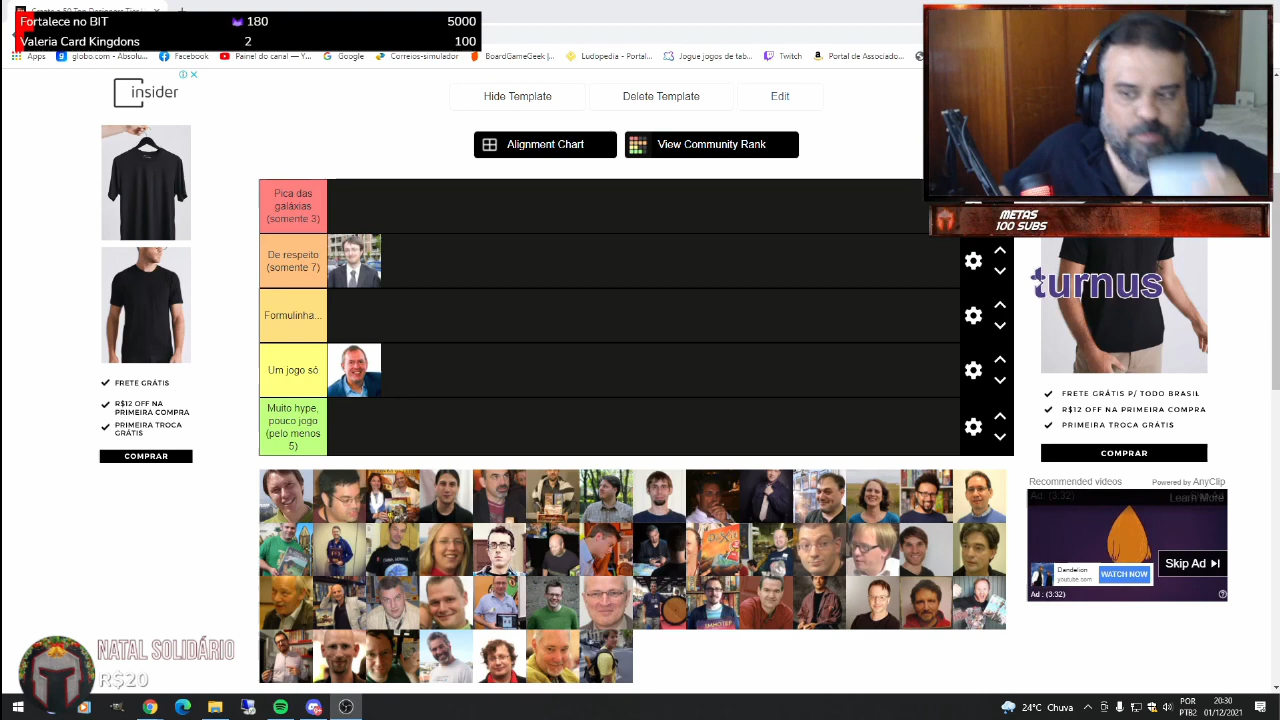 Fortalece no BIT 180 5000
Valeria Card Kingdons 2 100
Apps globo.com - Absolu... Facebook Painel do canal — Y... Google Correios-simulador BoardGameGeek |... Ludopedia - Portal... Jogue jogos de tab... Twitch Portal de Associado...
insider
Hide Template Delete Template Edit
Alignment Chart View Community Rank
Pica das
galáxias
(somente 3)
De respeito
(somente 7)
Formulinha...
Um jogo só
Muito hype,
pouco jogo
(pelo menos
5)
METAS
100 SUBS
turnus
FRETE GRÁTIS
R$12 OFF NA
PRIMEIRA COMPRA
PRIMEIRA TROCA
GRÁTIS
COMPRAR
FRETE GRÁTIS P/ TODO BRASIL
R$12 OFF NA PRIMEIRA COMPRA
PRIMEIRA TROCA GRÁTIS
COMPRAR
Recommended videos Powered by AnyClip
Ad: (3:32) Learn More
Dandelion
youtube.com
WATCH NOW
Skip Ad
Ad : (3:32)
NATAL SOLIDÁRIO
R$20
24°C Chuva
POR
PTB2
20:30
01/12/2021